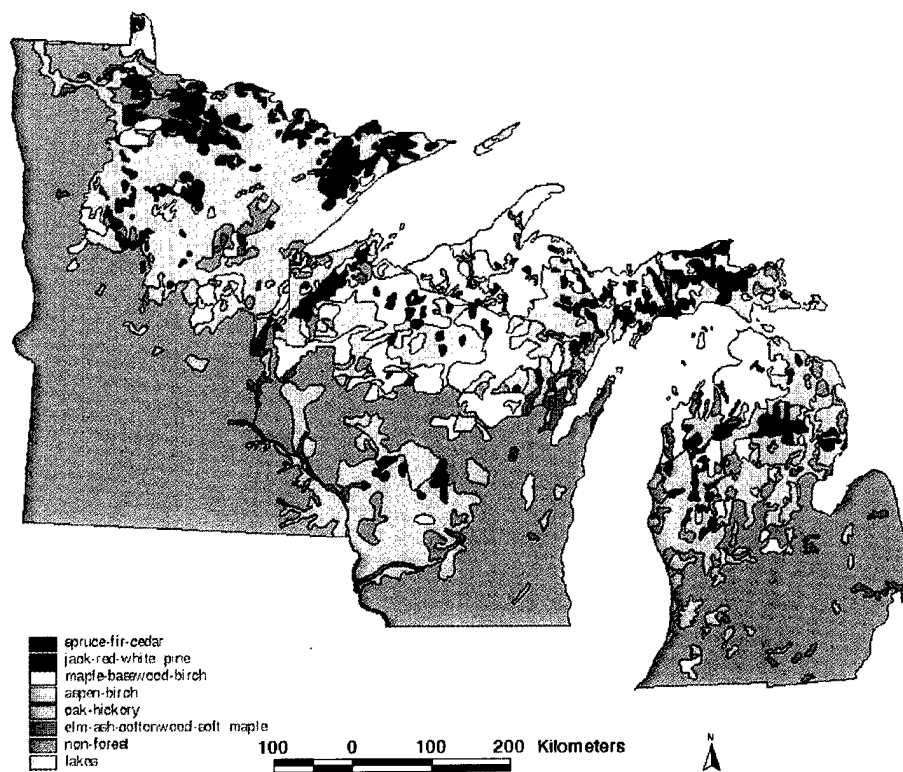 spruce-fir-cedar
jack-red-white pine
maple-basswood-birch
aspen-birch
oak-hickory
elm-ash-cottonwood-soft maple
non-forest
lakes
100 0 100 200 Kilometers
N